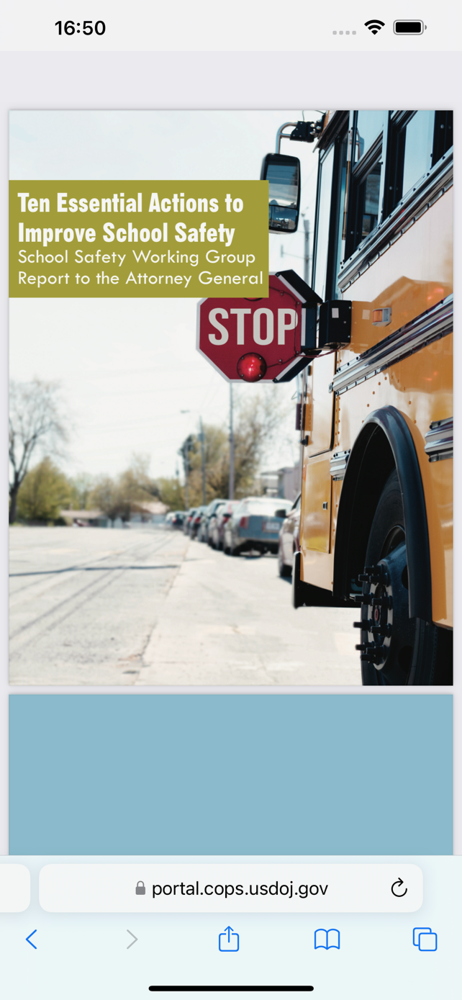 16:50
Ten Essential Actions to
Improve School Safety
School Safety Working Group
Report to the Attorney General
STOP
portal.cops.usdoj.gov